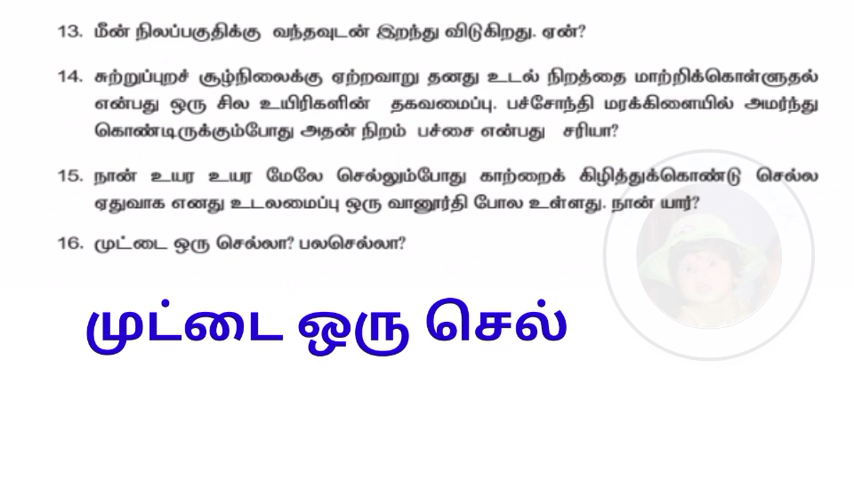 13. மீன் நிலப்பகுதிக்கு வந்தவுடன் இறந்து விடுகிறது. ஏன்?
14. சுற்றுப்புறச் சூழ்நிலைக்கு ஏற்றவாறு தனது உடல் நிறத்தை மாற்றிக்கொள்ளுதல்
என்பது ஒரு சில உயிரிகளின் தகவமைப்பு. பச்சோந்தி மரக்கிளையில் அமர்ந்து
கொண்டிருக்கும்போது அதன் நிறம் பச்சை என்பது சரியா?
15. நான் உயர உயர மேலே செல்லும்போது காற்றைக் கிழித்துக்கொண்டு செல்ல
ஏதுவாக எனது உடலமைப்பு ஒரு வானூர்தி போல உள்ளது. நான் யார்?
16. முட்டை ஒரு செல்லா? பலசெல்லா?
முட்டை ஒரு செல்